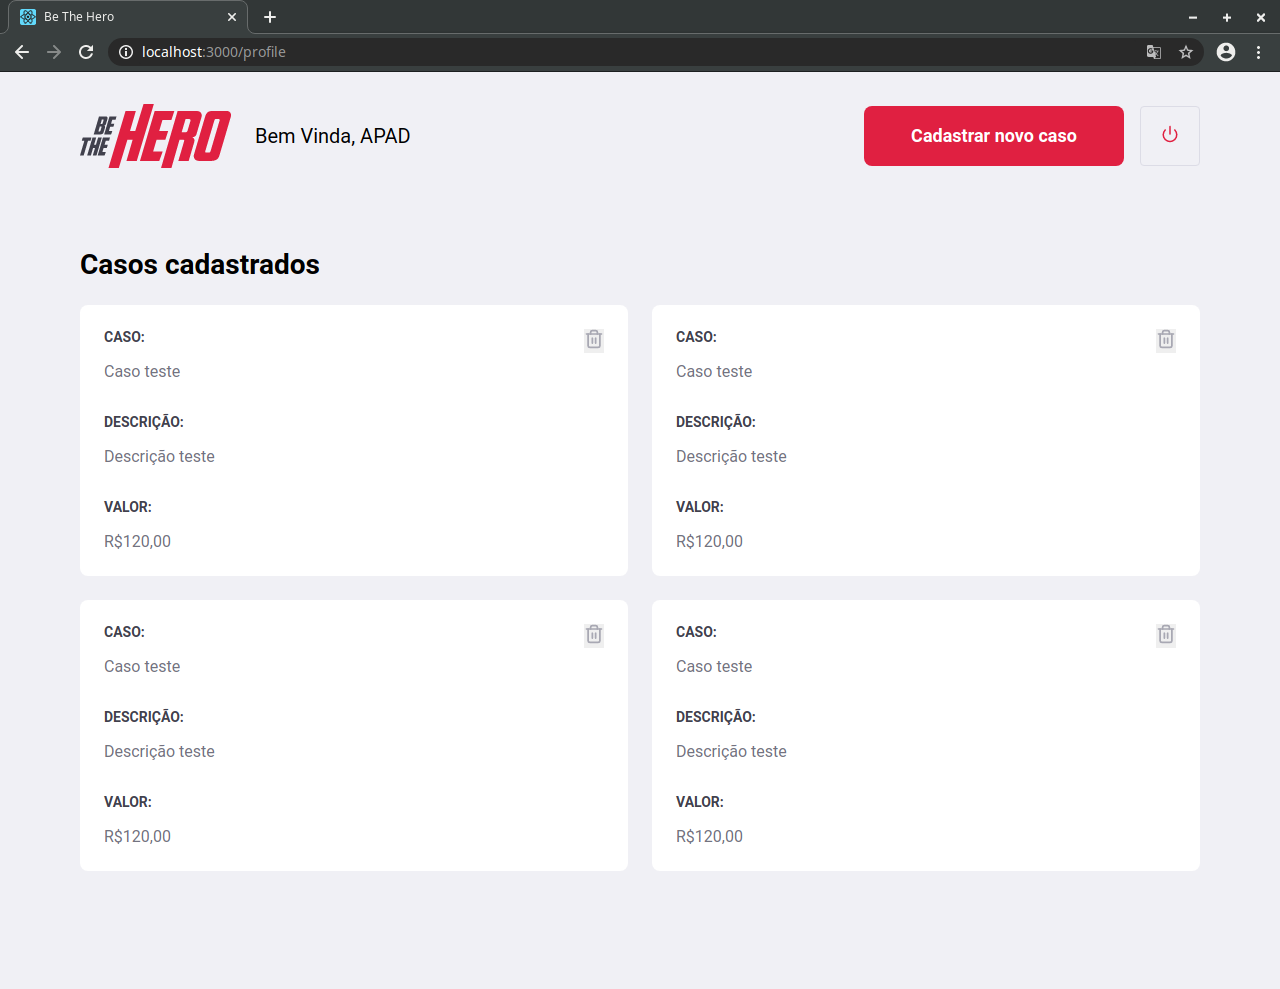 Be The Hero
localhost:3000/profile
BE THE HERO
Bem Vinda, APAD
Cadastrar novo caso
Casos cadastrados
CASO:
Caso teste
DESCRIÇÃO:
Descrição teste
VALOR:
R$120,00
CASO:
Caso teste
DESCRIÇÃO:
Descrição teste
VALOR:
R$120,00
CASO:
Caso teste
DESCRIÇÃO:
Descrição teste
VALOR:
R$120,00
CASO:
Caso teste
DESCRIÇÃO:
Descrição teste
VALOR:
R$120,00